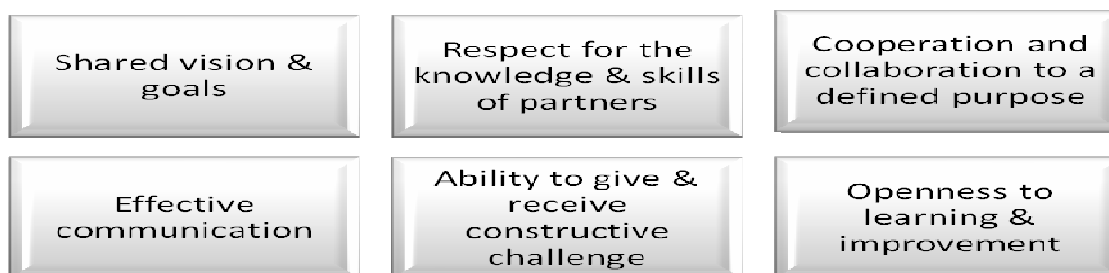 Shared vision &
goals
Respect for the
knowledge & skills
of partners
Cooperation and
collaboration to a
defined purpose
Effective
communication
Ability to give &
receive
constructive
challenge
Openness to
learning &
improvement